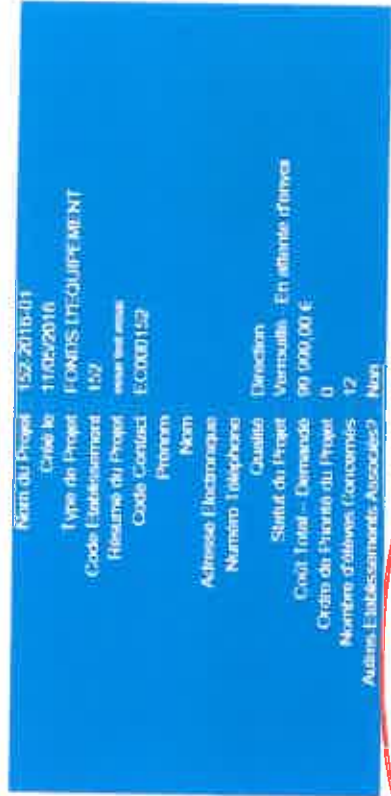 Nom du Projet 152-2016-01
Créé le 11/05/2016
Type de Projet FONDS D'EQUIPEMENT
Code Etablissement 152
Résumé du Projet
Code Contact EC000152
Prénom
Nom
Adresse Electronique
Numéro Téléphone
Qualité Direction
Statut du Projet Verrouillé - En attente d'envoi
Coût Total - Demandé 99 999,00 €
Ordre de Priorité du Projet 0
Nombre d'élèves Concernés 12
Autres Etablissements Associés? Non